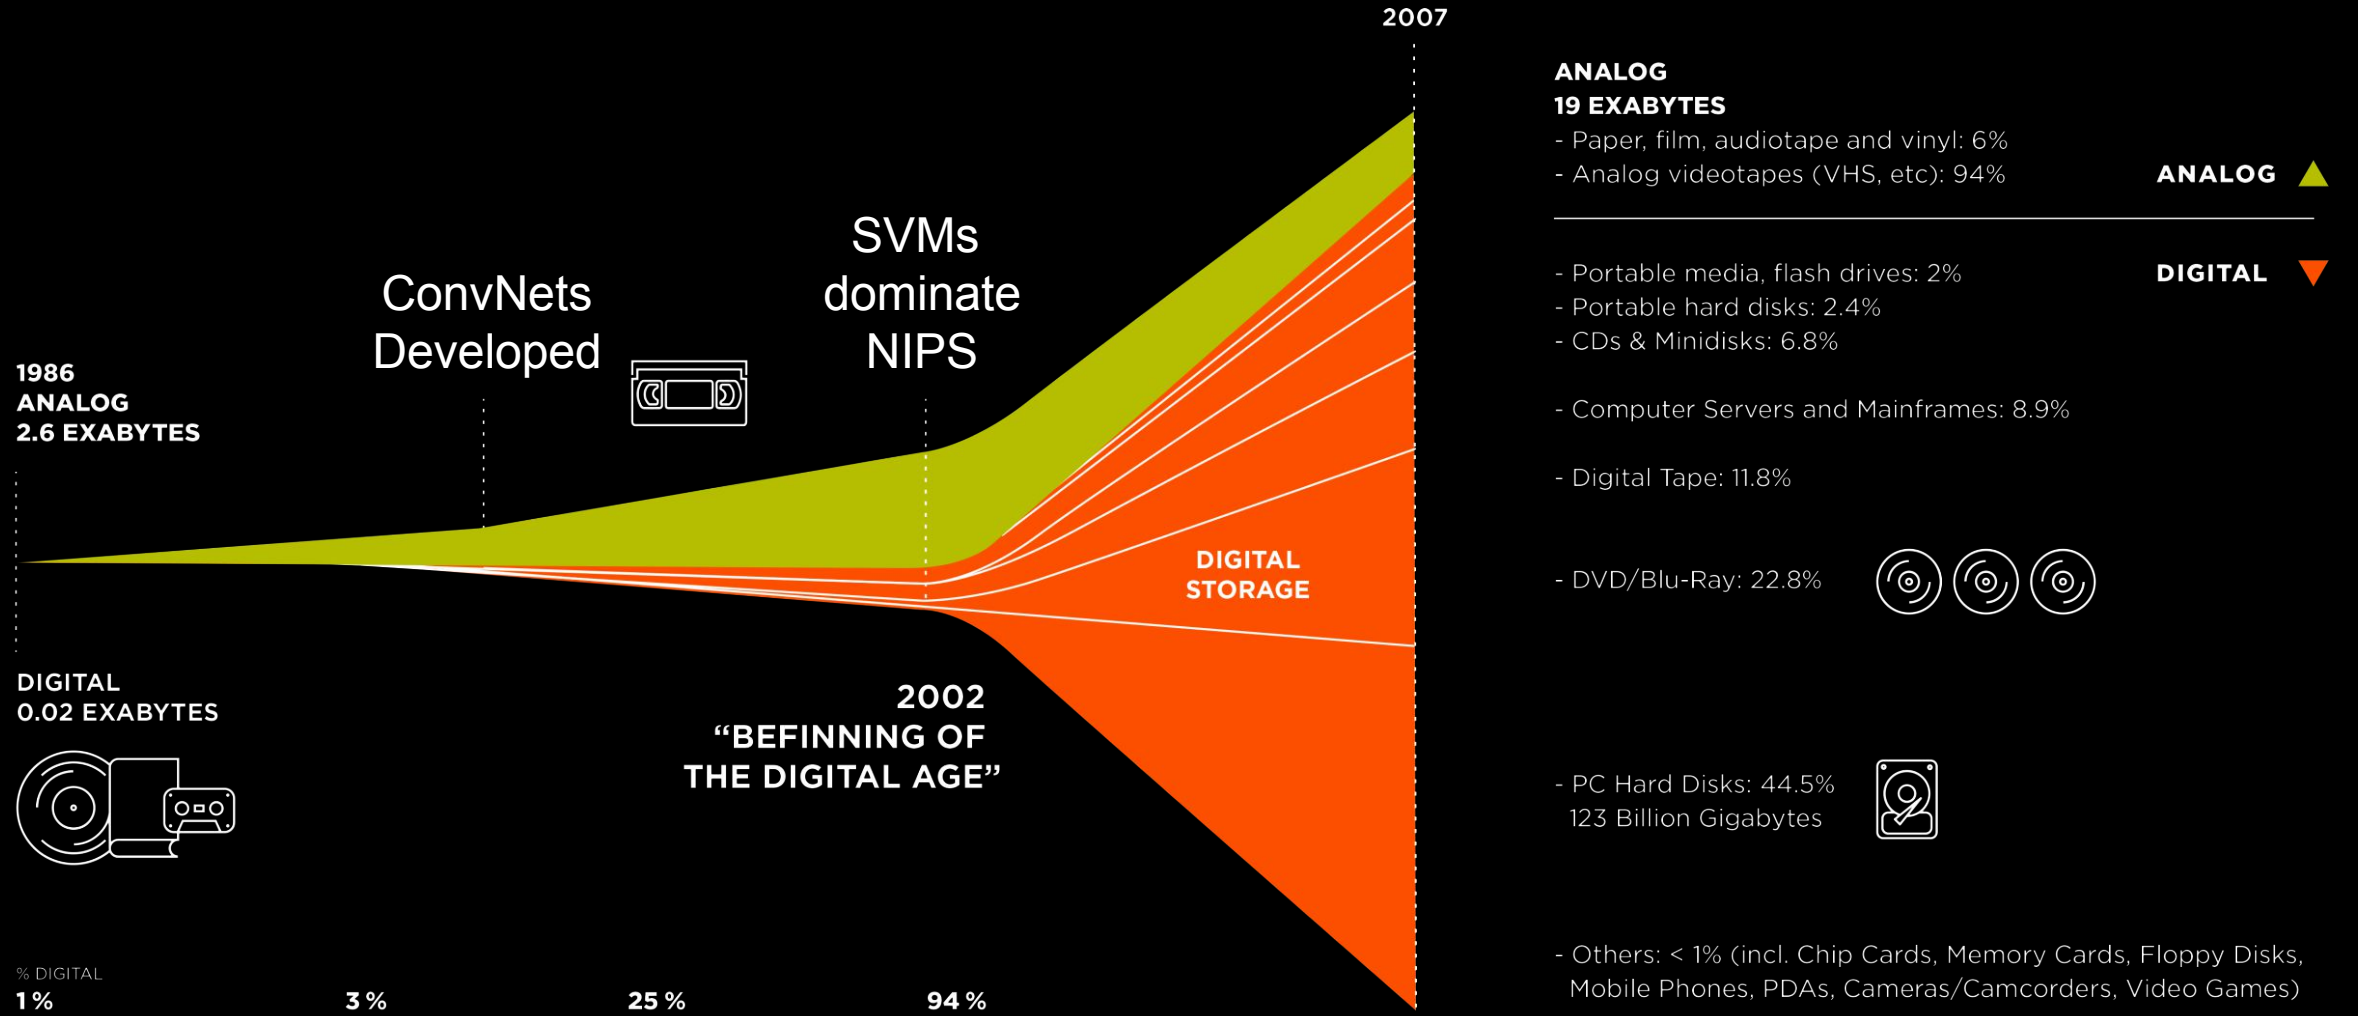 2007
ANALOG
19 EXABYTES
- Paper, film, audiotape and vinyl: 6%
- Analog videotapes (VHS, etc): 94%
ANALOG
SVMs
dominate
NIPS
ConvNets
Developed
- Portable media, flash drives: 2%
DIGITAL
- Portable hard disks: 2.4%
- CDs & Minidisks: 6.8%
1986
ANALOG
2.6 EXABYTES
- Computer Servers and Mainframes: 8.9%
- Digital Tape: 11.8%
DIGITAL
STORAGE
- DVD/Blu-Ray: 22.8%
DIGITAL
0.02 EXABYTES
2002
“BEFINNING OF
THE DIGITAL AGE”
- PC Hard Disks: 44.5%
123 Billion Gigabytes
- Others: < 1% (incl. Chip Cards, Memory Cards, Floppy Disks,
Mobile Phones, PDAs, Cameras/Camcorders, Video Games)
% DIGITAL
1 %
3 %
25 %
94 %